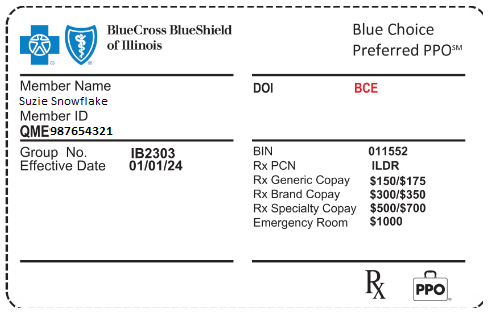 BlueCross BlueShield
of Illinois
Blue Choice
Preferred PPO℠
Member Name
Suzie Snowflake
Member ID
QME987654321
DOI BCE
Group No. IB2303
Effective Date 01/01/24
BIN 011552
Rx PCN ILDR
Rx Generic Copay $150/$175
Rx Brand Copay $300/$350
Rx Specialty Copay $500/$700
Emergency Room $1000
Rx
PPO